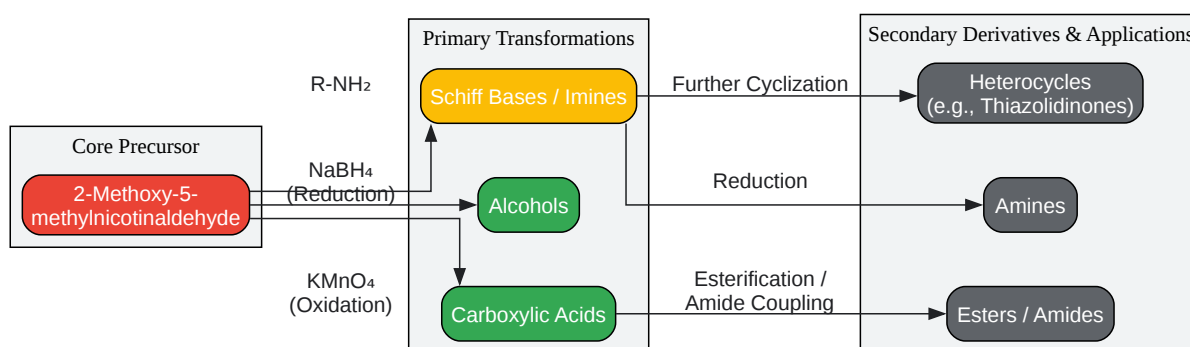 Primary Transformations
Secondary Derivatives & Applications
R-NH₂
Schiff Bases / Imines
Further Cyclization
Heterocycles
(e.g., Thiazolidinones)
Core Precursor
2-Methoxy-5-
methylnicotinaldehyde
NaBH₄
(Reduction)
Alcohols
Reduction
Amines
KMnO₄
(Oxidation)
Carboxylic Acids
Esterification /
Amide Coupling
Esters / Amides